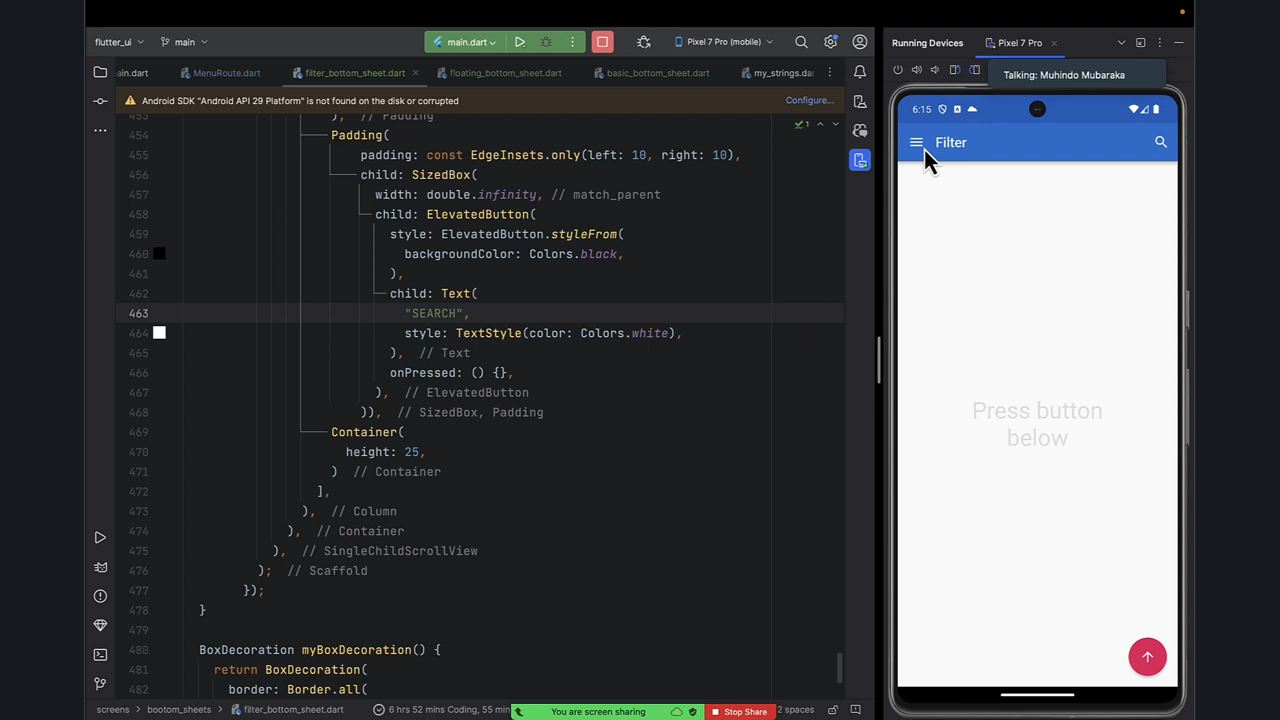 flutter_ui
main
main.dart
Pixel 7 Pro (mobile)
Running Devices
Pixel 7 Pro
ain.dart
MenuRoute.dart
filter_bottom_sheet.dart
floating_bottom_sheet.dart
basic_bottom_sheet.dart
my_strings.dar
Talking: Muhindo Mubaraka
Android SDK "Android API 29 Platform" is not found on the disk or corrupted
Configure...
453 ), // Padding
454 Padding(
455 padding: const EdgeInsets.only(left: 10, right: 10),
456 child: SizedBox(
457 width: double.infinity, // match_parent
458 child: ElevatedButton(
459 style: ElevatedButton.styleFrom(
460 backgroundColor: Colors.black,
461 ),
462 child: Text(
463 "SEARCH",
464 style: TextStyle(color: Colors.white),
465 ), // Text
466 onPressed: () {},
467 ), // ElevatedButton
468 )), // SizedBox, Padding
469 Container(
470 height: 25,
471 ) // Container
472 ],
473 ), // Column
474 ), // Container
475 ), // SingleChildScrollView
476 ); // Scaffold
477 });
478 }
479
480 BoxDecoration myBoxDecoration() {
481 return BoxDecoration(
482 border: Border.all(
1
6:15
Filter
Press button
below
screens
bootom_sheets
filter_bottom_sheet.dart
6 hrs 52 mins Coding, 55 min
You are screen sharing
Stop Share
2 spaces